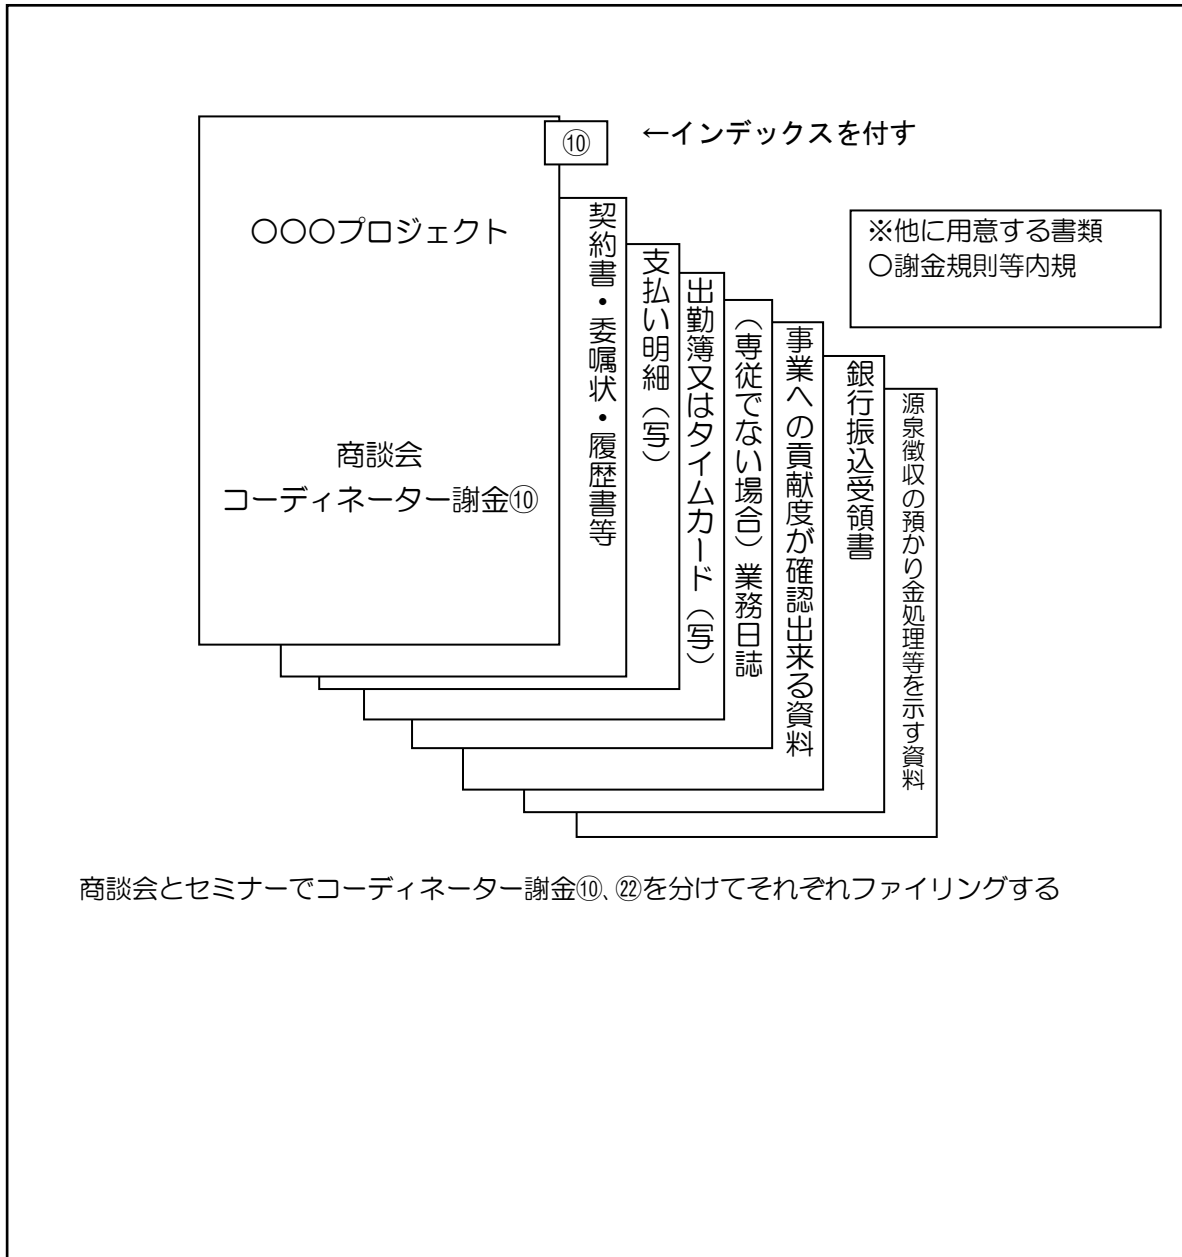 ⑩
←インデックスを付す
〇〇〇プロジェクト
商談会
コーディネーター謝金⑩
契約書・委嘱状・履歴書等
支払い明細（写）
出勤簿又はタイムカード（写）
（専従でない場合）業務日誌
事業への貢献度が確認出来る資料
銀行振込受領書
源泉徴収の預かり金処理等を示す資料
※他に用意する書類
〇謝金規則等内規
商談会とセミナーでコーディネーター謝金⑩、㉒を分けてそれぞれファイリングする